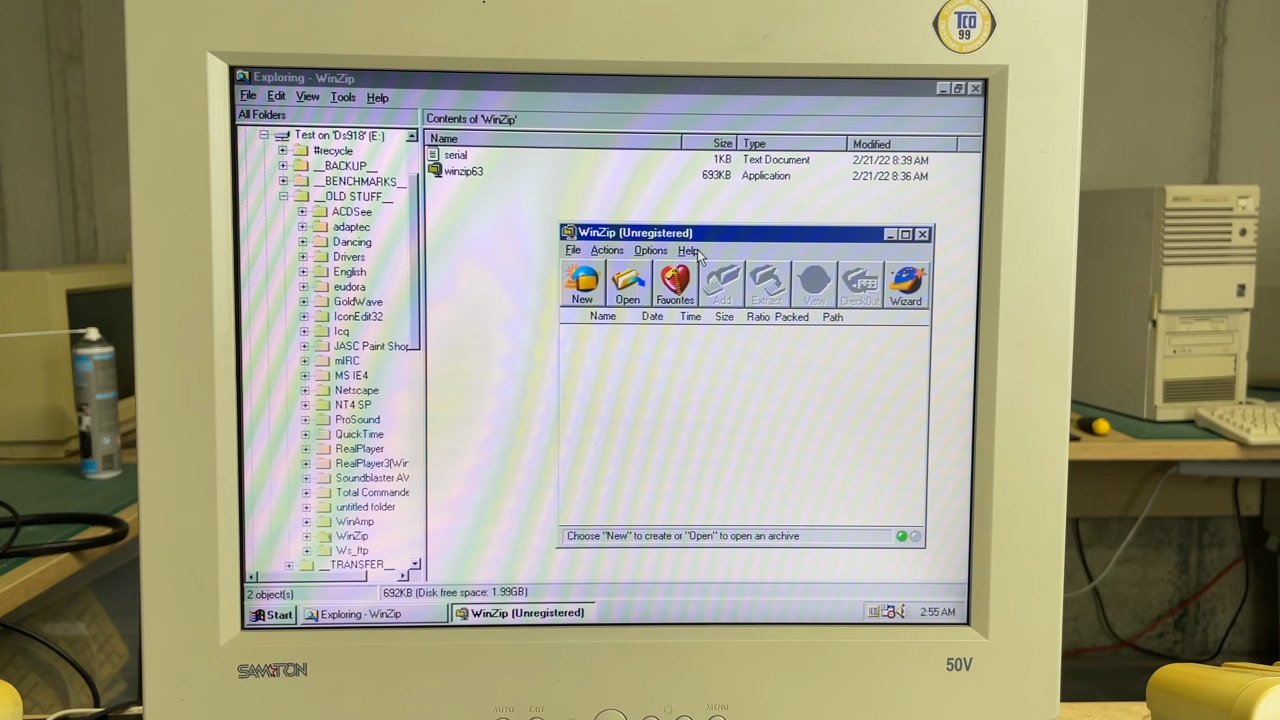 TCO
99
Exploring - WinZip
File Edit View Tools Help
All Folders
Contents of 'WinZip'
Name Size Type Modified
Test on 'Ds918' (E:)
#recycle
__BACKUP__
__BENCHMARKS__
__OLD STUFF__
ACDSee
adaptec
Dancing
Drivers
English
eudora
GoldWave
IconEdit32
Icq
JASC Paint Shop
mIRC
MS IE4
Netscape
NT4 SP
ProSound
QuickTime
RealPlayer
RealPlayer3(Wir
Soundblaster AV
Total Commande
untitled folder
WinAmp
WinZip
Ws_ftp
__TRANSFER__
serial 1KB Text Document 2/21/22 8:39 AM
winzip63 693KB Application 2/21/22 8:36 AM
WinZip (Unregistered)
File Actions Options Help
New Open Favorites Add Extract View CheckOut Wizard
Name Date Time Size Ratio Packed Path
Choose "New" to create or "Open" to open an archive
2 object(s) 692KB (Disk free space: 1.99GB)
Start Exploring - WinZip WinZip (Unregistered) 2:55 AM
SAMTRON 50V
AUTO EXIT MENU